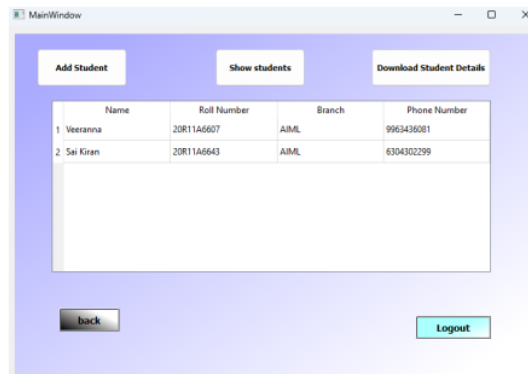 MainWindow
Add Student Show students Download Student Details
Name Roll Number Branch Phone Number
1 Veeranna 20R11A6607 AIML 9963436081
2 Sai Kiran 20R11A6643 AIML 6304302299
back
Logout